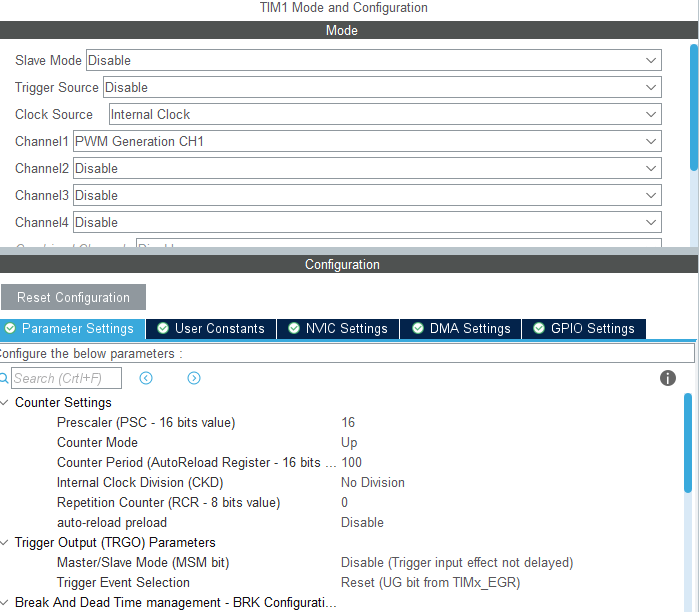 TIM1 Mode and Configuration
Mode
Slave Mode Disable
Trigger Source Disable
Clock Source Internal Clock
Channel1 PWM Generation CH1
Channel2 Disable
Channel3 Disable
Channel4 Disable
Configuration
Reset Configuration
Parameter Settings User Constants NVIC Settings DMA Settings GPIO Settings
Configure the below parameters :
Search (Crtl+F)
Counter Settings
Prescaler (PSC - 16 bits value) 16
Counter Mode Up
Counter Period (AutoReload Register - 16 bits ... 100
Internal Clock Division (CKD) No Division
Repetition Counter (RCR - 8 bits value) 0
auto-reload preload Disable
Trigger Output (TRGO) Parameters
Master/Slave Mode (MSM bit) Disable (Trigger input effect not delayed)
Trigger Event Selection Reset (UG bit from TIMx_EGR)
Break And Dead Time management - BRK Configurati...